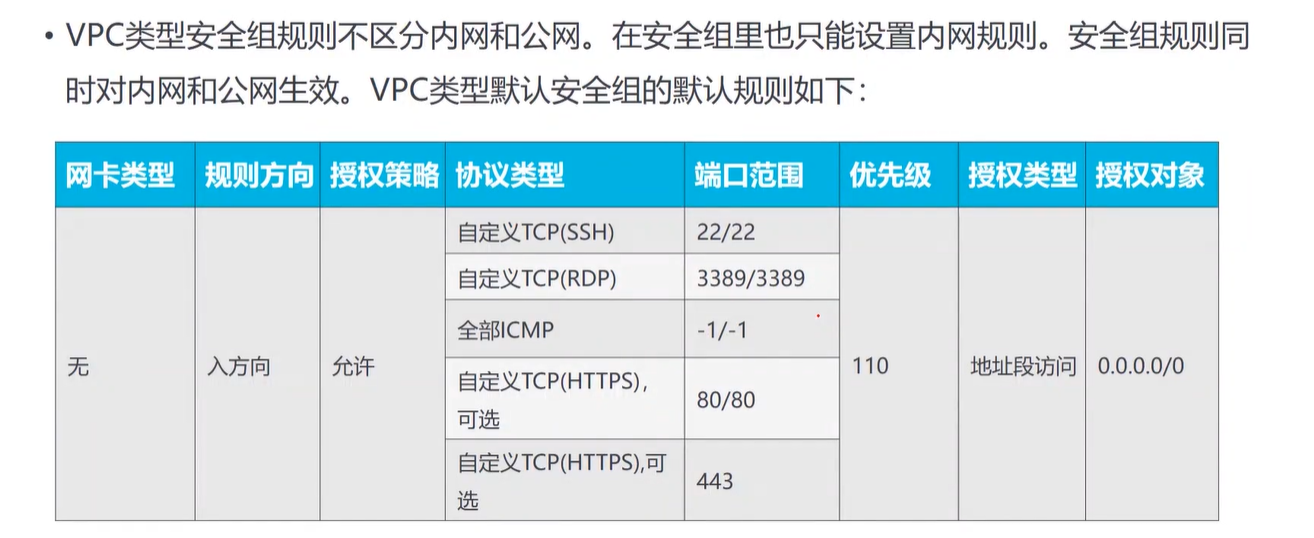 • VPC类型安全组规则不区分内网和公网。在安全组里也只能设置内网规则。安全组规则同
时对内网和公网生效。VPC类型默认安全组的默认规则如下：
网卡类型 规则方向 授权策略 协议类型 端口范围 优先级 授权类型 授权对象
自定义TCP(SSH) 22/22
自定义TCP(RDP) 3389/3389
全部ICMP -1/-1
无 入方向 允许 110 地址段访问 0.0.0.0/0
自定义TCP(HTTPS),
可选
80/80
自定义TCP(HTTPS),可
选
443